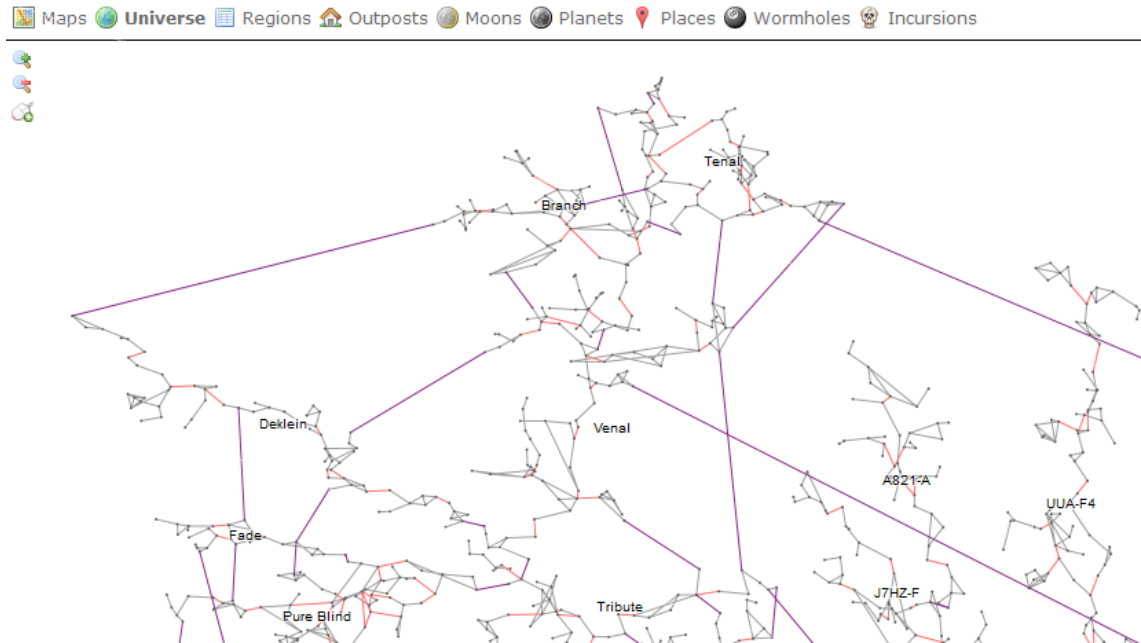 Maps Universe Regions Outposts Moons Planets Places Wormholes Incursions
Tenal
Branch
Deklein
Venal
A821-A
UUA-F4
Fade
J7HZ-F
Tribute
Pure Blind